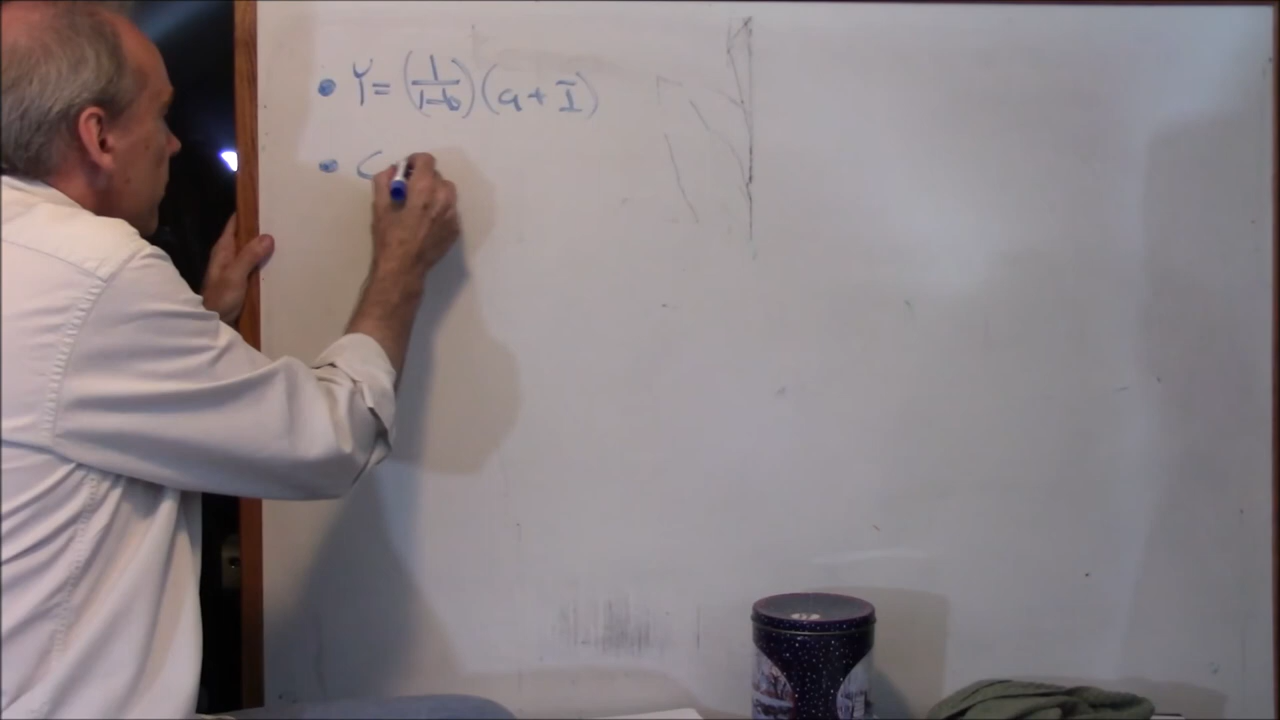 • Y = (1/1-b)(a + Ī)
• C